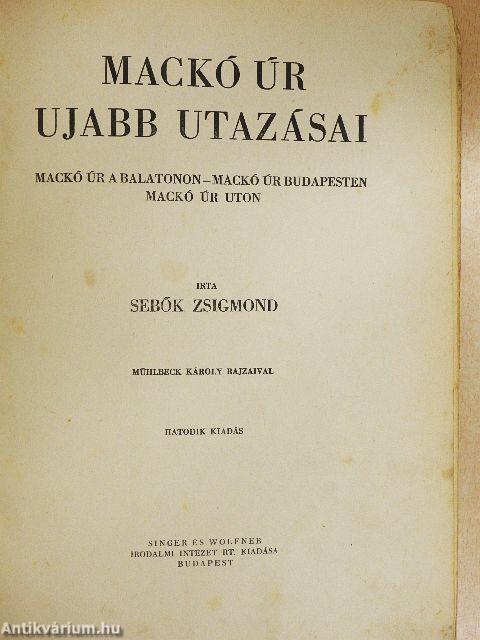 MACKÓ ÚR
UJABB UTAZÁSAI
MACKÓ ÚR A BALATONON–MACKÓ ÚR BUDAPESTEN
MACKÓ ÚR UTON
IRTA
SEBŐK ZSIGMOND
MÜHLBECK KÁROLY RAJZAIVAL
HATODIK KIADÁS
SINGER ÉS WOLFNER
IRODALMI INTÉZET RT. KIADÁSA
BUDAPEST
Antikvárium.hu